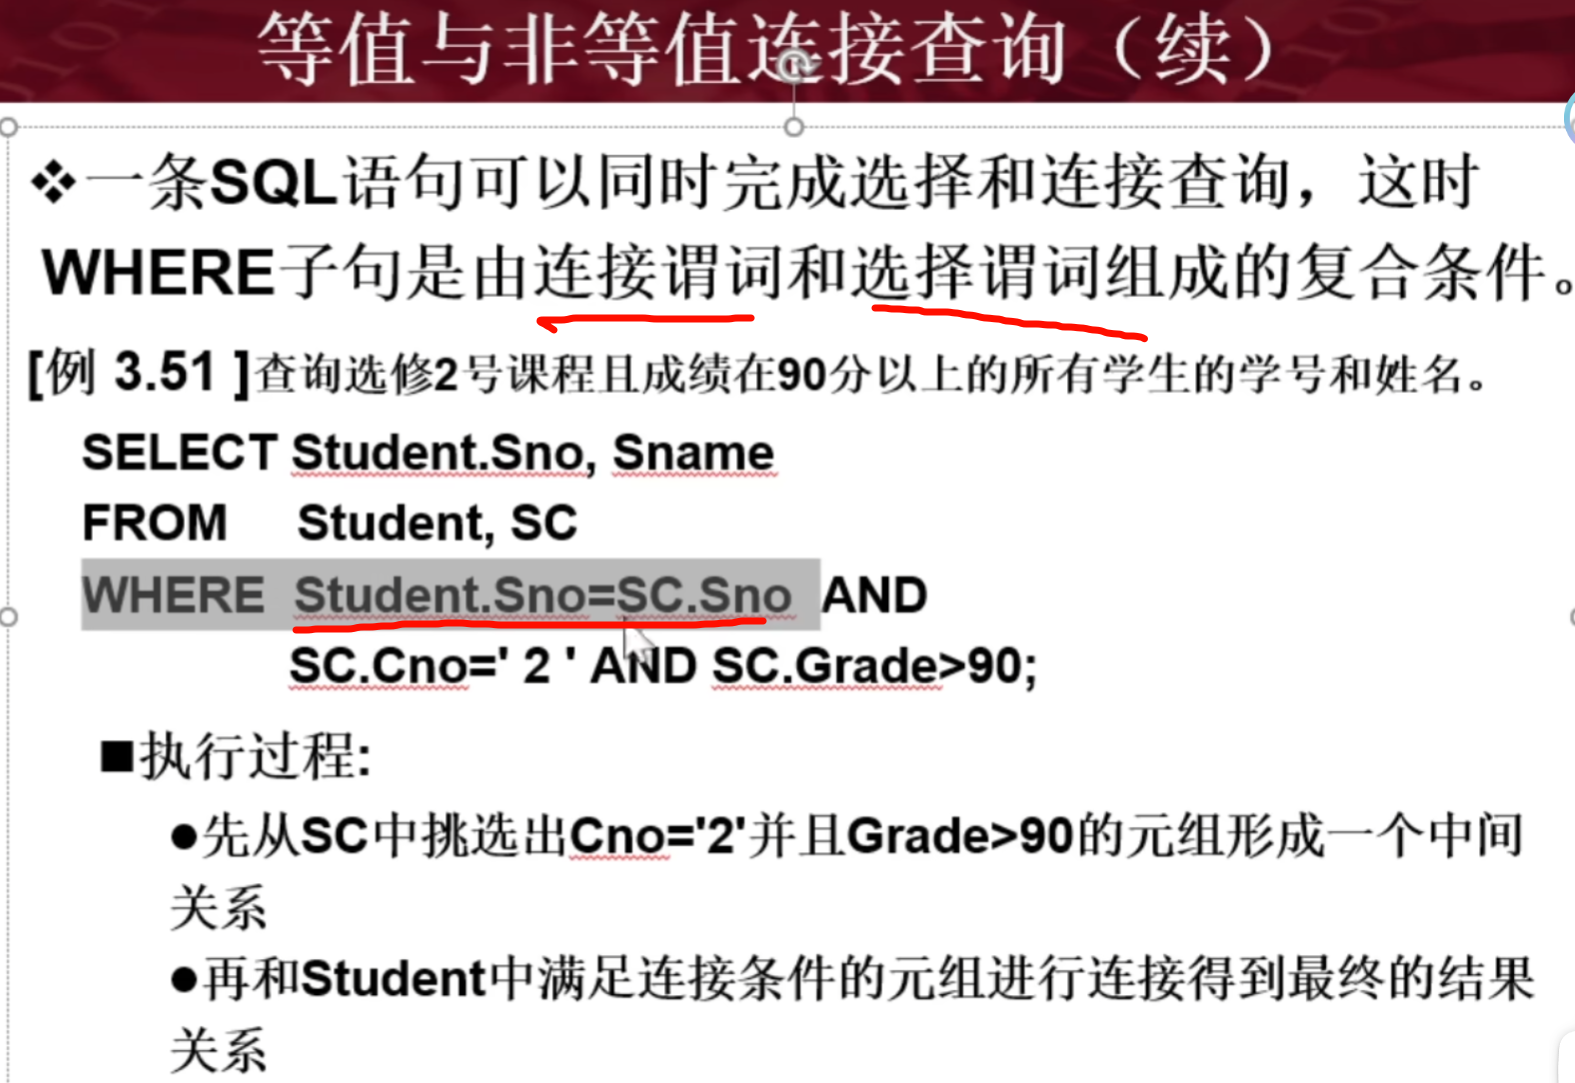 等值与非等值连接查询（续）
❖一条SQL语句可以同时完成选择和连接查询，这时
WHERE子句是由连接谓词和选择谓词组成的复合条件。
[例 3.51 ]查询选修2号课程且成绩在90分以上的所有学生的学号和姓名。
SELECT Student.Sno, Sname
FROM Student, SC
WHERE Student.Sno=SC.Sno AND
SC.Cno=' 2 ' AND SC.Grade>90;
■执行过程:
●先从SC中挑选出Cno='2'并且Grade>90的元组形成一个中间
关系
●再和Student中满足连接条件的元组进行连接得到最终的结果
关系